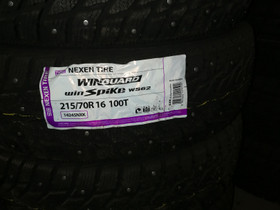 NEXEN TIRE
WINGUARD
winSpike WS62
215/70R 16 100T